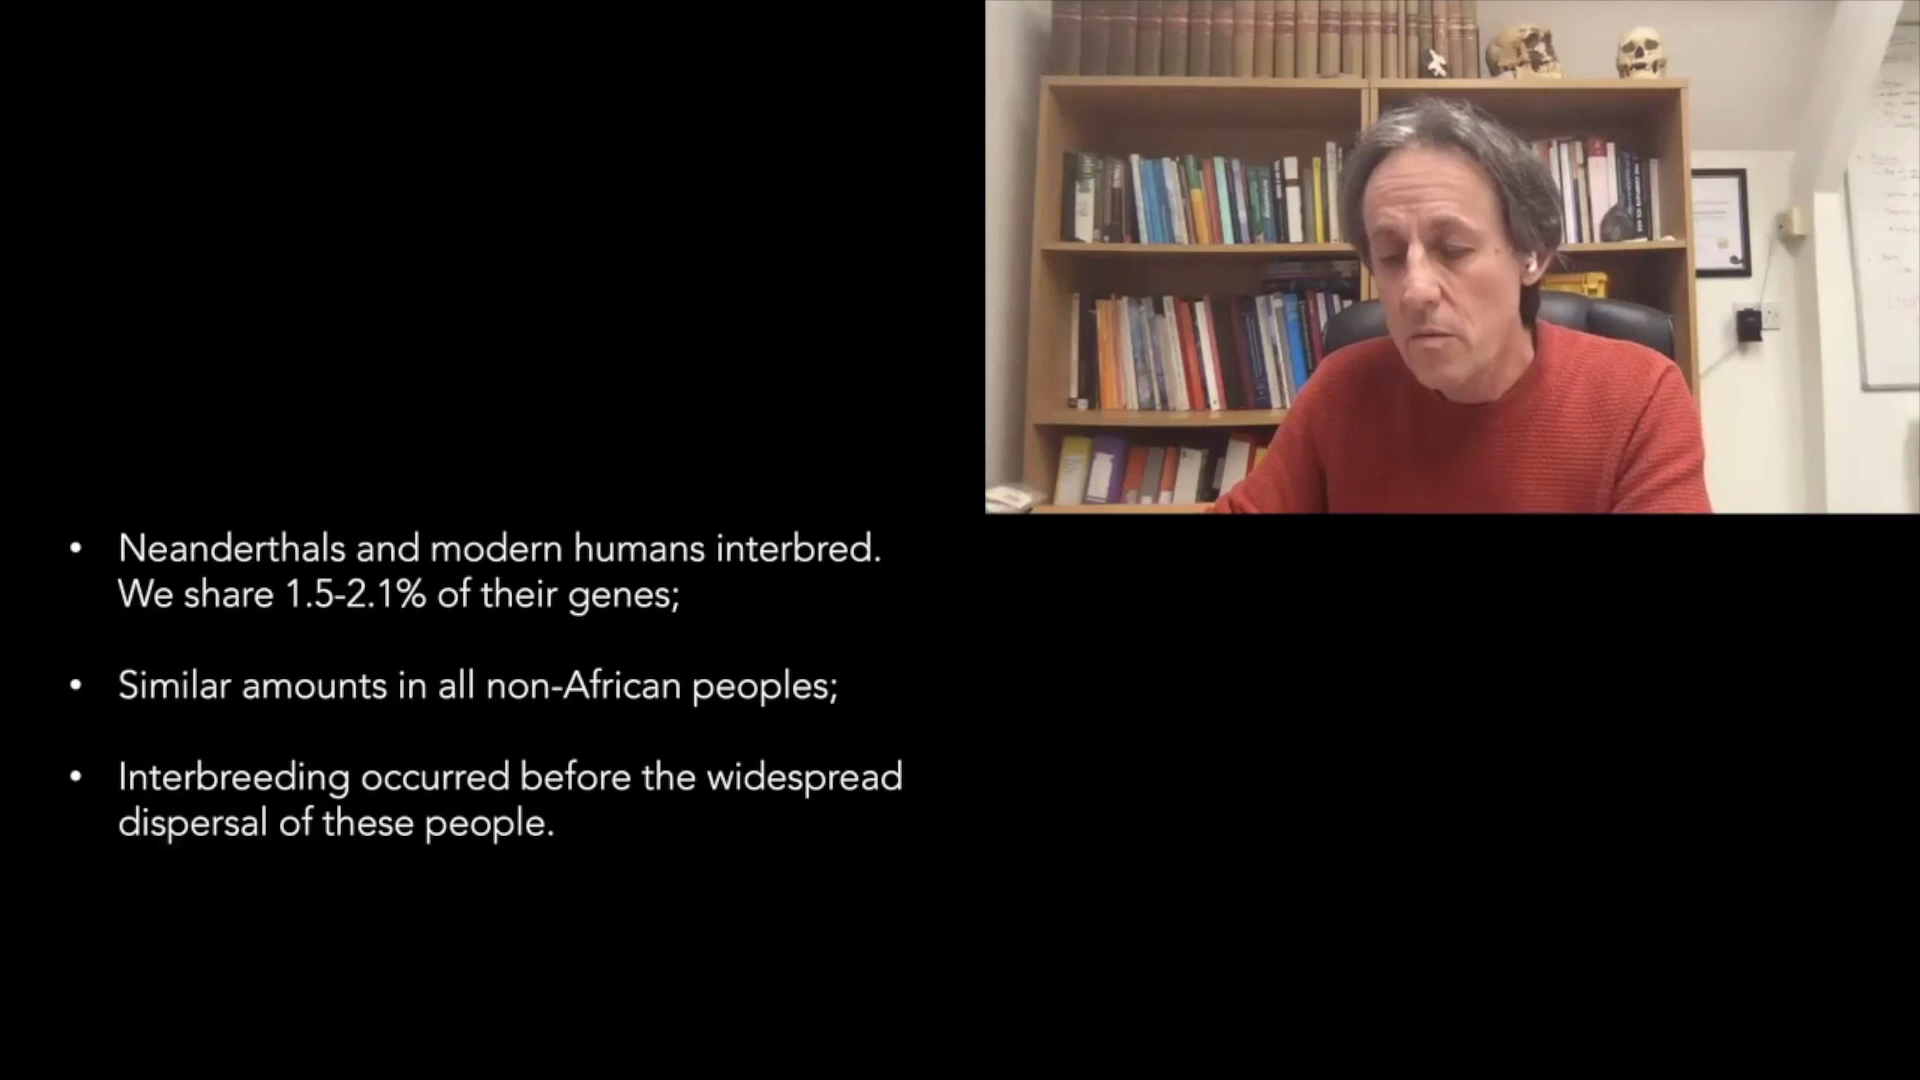 • Neanderthals and modern humans interbred.
We share 1.5-2.1% of their genes;
• Similar amounts in all non-African peoples;
• Interbreeding occurred before the widespread
dispersal of these people.